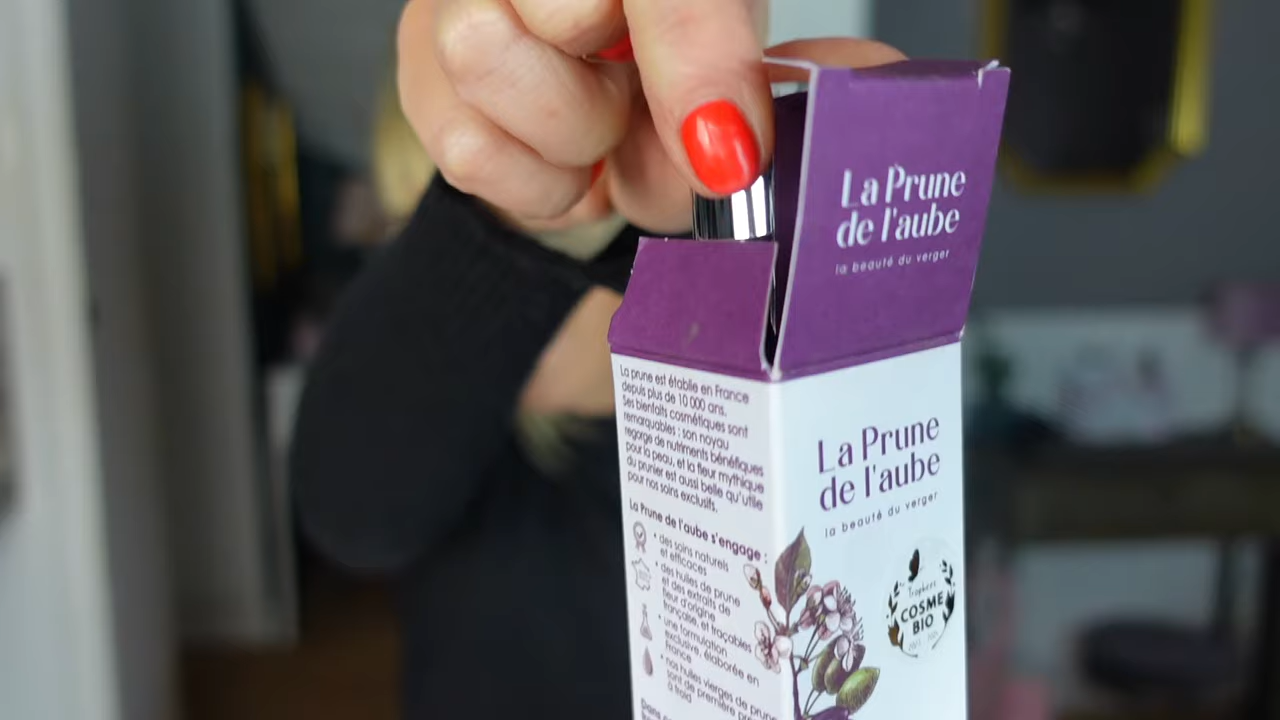 La Prune
de l'aube
la beauté du verger
La prune est établie en France
depuis plus de 10 000 ans.
Ses bienfaits cosmétiques sont
remarquables : son noyau
regorge de nutriments bénéfiques
pour la peau, et la fleur mythique
du prunier est aussi belle qu'utile
pour nos soins exclusifs.
La Prune de l'aube s'engage :
• des soins naturels
et efficaces
• des huiles de prune
et des extraits de
fleur d'origine
française, et traçables
• une formulation
exclusive, élaborée en
France
• nos huiles vierges de prune
sont de première
à froid
La Prune
de l'aube
la beauté du verger
Trophées
COSME
BIO